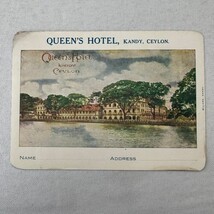 QUEEN'S HOTEL, KANDY, CEYLON.
QUEEN'S HOTEL
KANDY
CEYLON
NAME ADDRESS